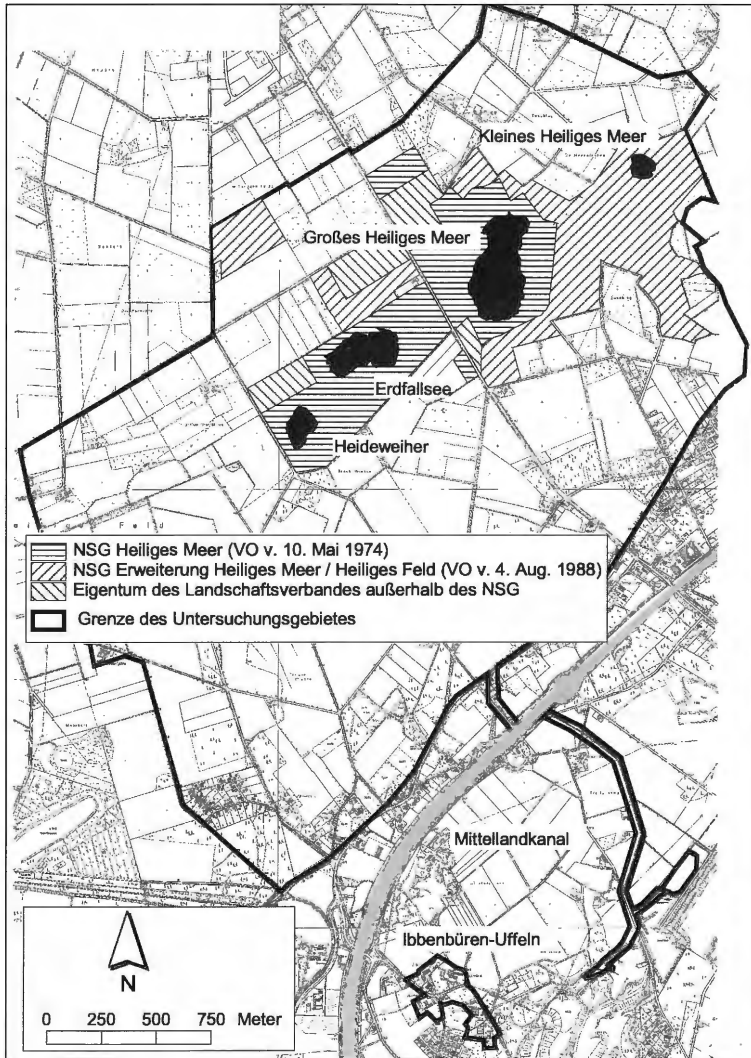 Kleines Heiliges Meer
Großes Heiliges Meer
Erdfallsee
Heideweiher
NSG Heiliges Meer (VO v. 10. Mai 1974)
NSG Erweiterung Heiliges Meer / Heiliges Feld (VO v. 4. Aug. 1988)
Eigentum des Landschaftsverbandes außerhalb des NSG
Grenze des Untersuchungsgebietes
Mittellandkanal
Ibbenbüren-Uffeln
N
0 250 500 750 Meter